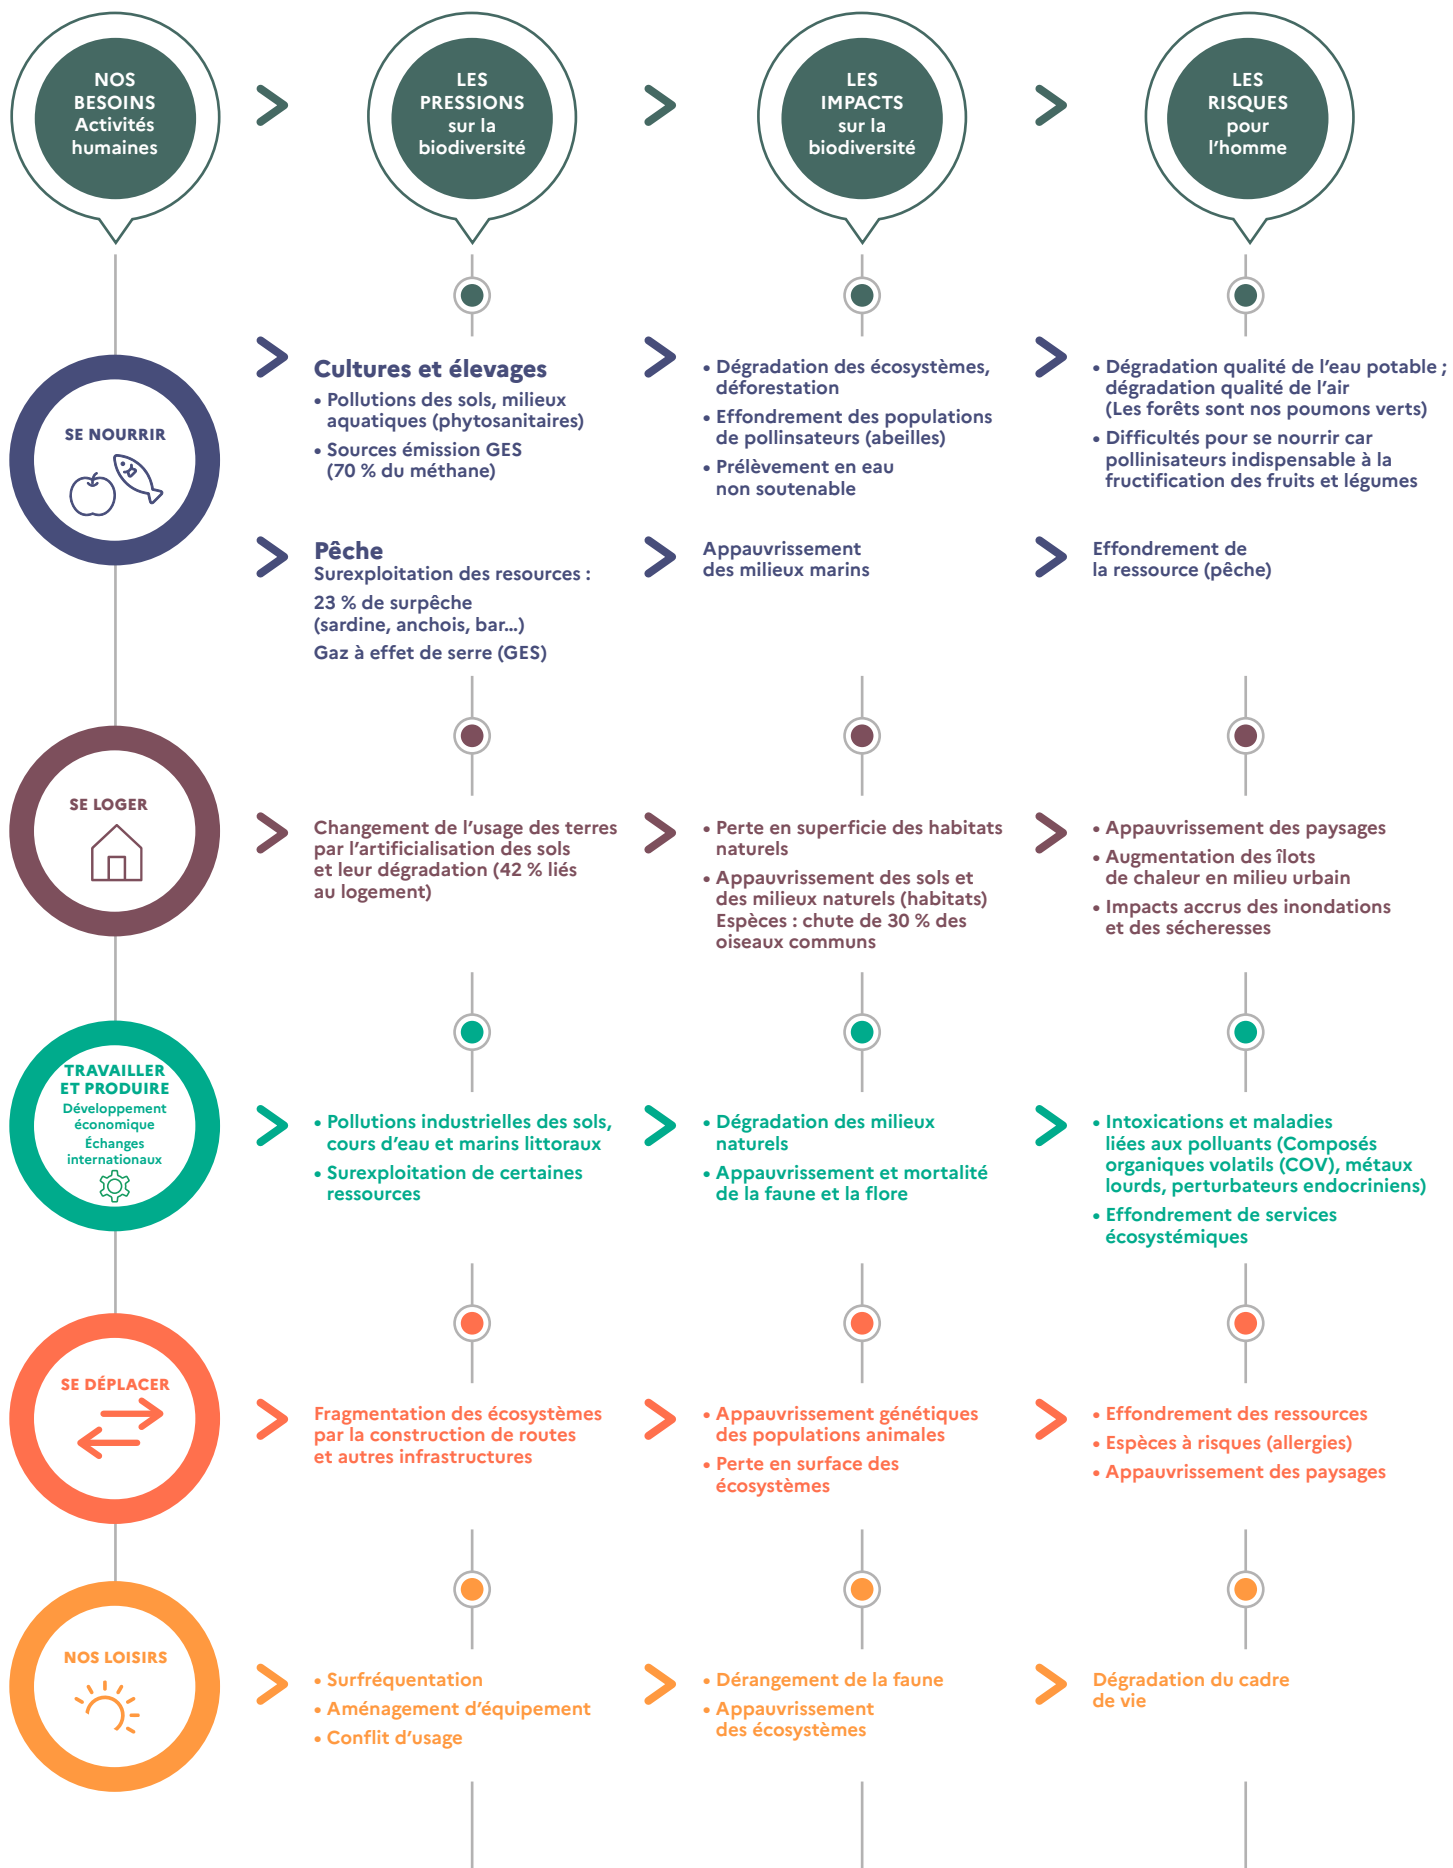 NOS
BESOINS
Activités
humaines
LES
PRESSIONS
sur la
biodiversité
LES
IMPACTS
sur la
biodiversité
LES
RISQUES
pour
l'homme
SE NOURRIR
Cultures et élevages
• Pollutions des sols, milieux
aquatiques (phytosanitaires)
• Sources émission GES
(70 % du méthane)
• Dégradation des écosystèmes,
déforestation
• Effondrement des populations
de pollinsateurs (abeilles)
• Prélèvement en eau
non soutenable
• Dégradation qualité de l'eau potable ;
dégradation qualité de l'air
(Les forêts sont nos poumons verts)
• Difficultés pour se nourrir car
pollinisateurs indispensable à la
fructification des fruits et légumes
Pêche
Surexploitation des resources :
23 % de surpêche
(sardine, anchois, bar...)
Gaz à effet de serre (GES)
Appauvrissement
des milieux marins
Effondrement de
la ressource (pêche)
SE LOGER
Changement de l'usage des terres
par l'artificialisation des sols
et leur dégradation (42 % liés
au logement)
• Perte en superficie des habitats
naturels
• Appauvrissement des sols et
des milieux naturels (habitats)
Espèces : chute de 30 % des
oiseaux communs
• Appauvrissement des paysages
• Augmentation des îlots
de chaleur en milieu urbain
• Impacts accrus des inondations
et des sécheresses
TRAVAILLER
ET PRODUIRE
Développement
économique
Échanges
internationaux
• Pollutions industrielles des sols,
cours d'eau et marins littoraux
• Surexploitation de certaines
ressources
• Dégradation des milieux
naturels
• Appauvrissement et mortalité
de la faune et la flore
• Intoxications et maladies
liées aux polluants (Composés
organiques volatils (COV), métaux
lourds, perturbateurs endocriniens)
• Effondrement de services
écosystémiques
SE DÉPLACER
Fragmentation des écosystèmes
par la construction de routes
et autres infrastructures
• Appauvrissement génétiques
des populations animales
• Perte en surface des
écosystèmes
• Effondrement des ressources
• Espèces à risques (allergies)
• Appauvrissement des paysages
NOS LOISIRS
• Surfréquentation
• Aménagement d'équipement
• Conflit d'usage
• Dérangement de la faune
• Appauvrissement
des écosystèmes
Dégradation du cadre
de vie